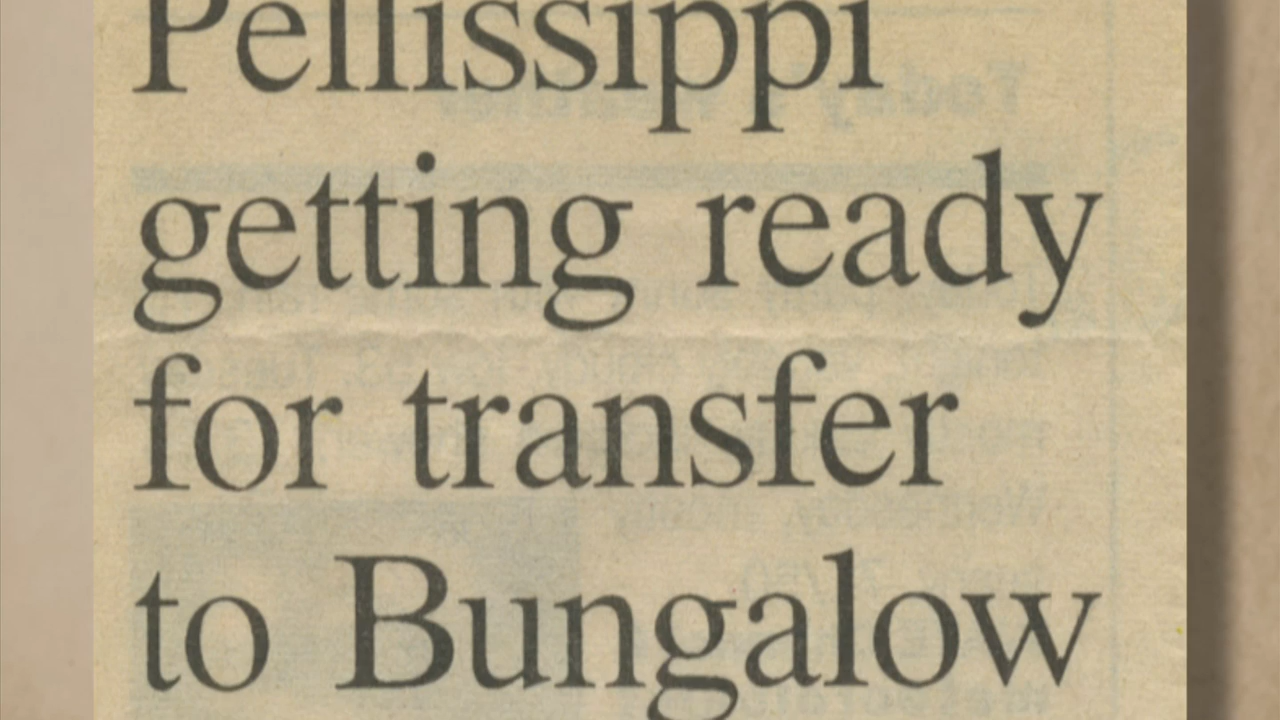 Pellissippi
getting ready
for transfer
to Bungalow